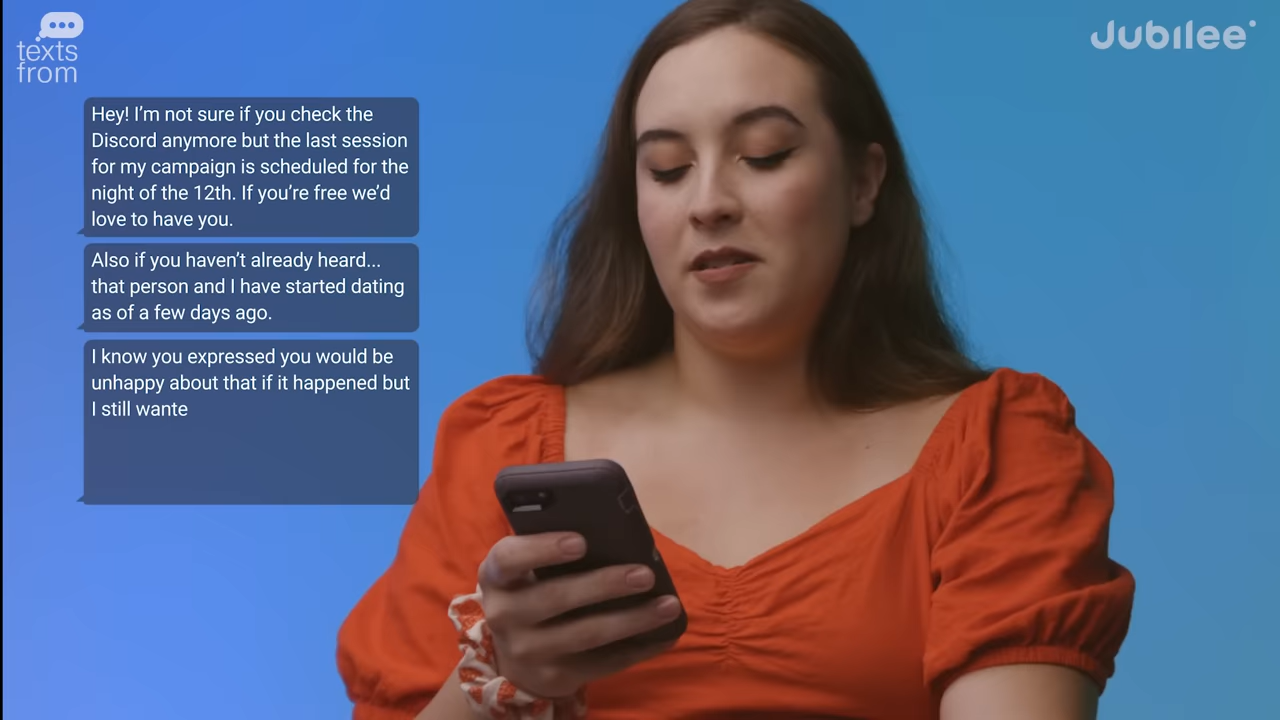 texts
from
Jubilee
Hey! I’m not sure if you check the
Discord anymore but the last session
for my campaign is scheduled for the
night of the 12th. If you’re free we’d
love to have you.
Also if you haven’t already heard...
that person and I have started dating
as of a few days ago.
I know you expressed you would be
unhappy about that if it happened but
I still wante